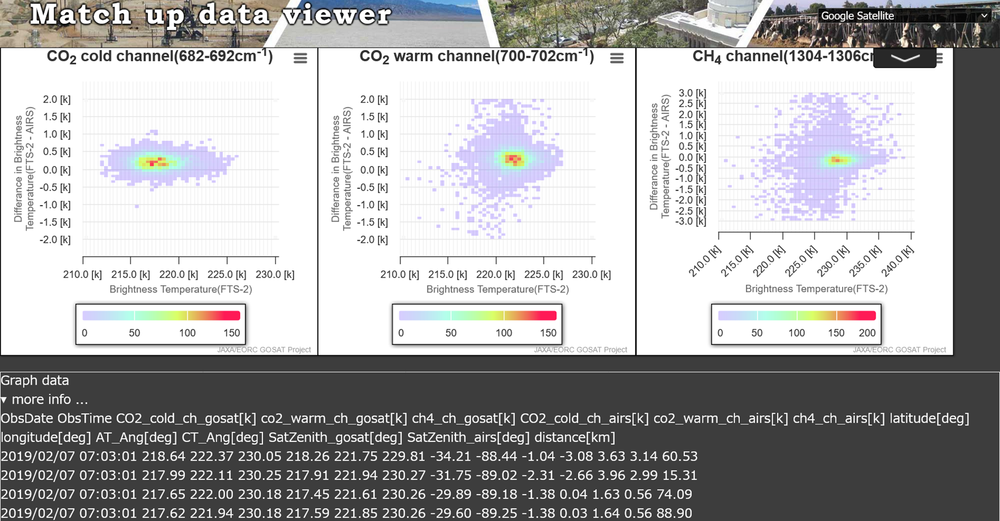 Match up data viewer
Google Satellite
CO2 cold channel(682-692cm-1)
Differance in Brightness
Temperature(FTS-2 - AIRS)
2.0 [k]
1.5 [k]
1.0 [k]
0.5 [k]
0.0 [k]
-0.5 [k]
-1.0 [k]
-1.5 [k]
-2.0 [k]
210.0 [k] 215.0 [k] 220.0 [k] 225.0 [k] 230.0 [k]
Brightness Temperature(FTS-2)
0 50 100 150
JAXA/EORC GOSAT Project
CO2 warm channel(700-702cm-1)
Differance in Brightness
Temperature(FTS-2 - AIRS)
2.0 [k]
1.5 [k]
1.0 [k]
0.5 [k]
0.0 [k]
-0.5 [k]
-1.0 [k]
-1.5 [k]
-2.0 [k]
210.0 [k] 215.0 [k] 220.0 [k] 225.0 [k] 230.0 [k]
Brightness Temperature(FTS-2)
0 50 100 150
JAXA/EORC GOSAT Project
CH4 channel(1304-1306c
Differance in Brightness
Temperature(FTS-2 - AIRS)
3.0 [k]
2.5 [k]
2.0 [k]
1.5 [k]
1.0 [k]
0.5 [k]
0.0 [k]
-0.5 [k]
-1.0 [k]
-1.5 [k]
-2.0 [k]
-2.5 [k]
-3.0 [k]
210.0 [k] 215.0 [k] 220.0 [k] 225.0 [k] 230.0 [k] 235.0 [k] 240.0 [k]
Brightness Temperature(FTS-2)
0 50 100 150 200
JAXA/EORC GOSAT Project
Graph data
▾ more info ...
ObsDate ObsTime CO2_cold_ch_gosat[k] co2_warm_ch_gosat[k] ch4_ch_gosat[k] CO2_cold_ch_airs[k] co2_warm_ch_airs[k] ch4_ch_airs[k] latitude[deg]
longitude[deg] AT_Ang[deg] CT_Ang[deg] SatZenith_gosat[deg] SatZenith_airs[deg] distance[km]
2019/02/07 07:03:01 218.64 222.37 230.05 218.26 221.75 229.81 -34.21 -88.44 -1.04 -3.08 3.63 3.14 60.53
2019/02/07 07:03:01 217.99 222.11 230.25 217.91 221.94 230.27 -31.75 -89.02 -2.31 -2.66 3.96 2.99 15.31
2019/02/07 07:03:01 217.65 222.00 230.18 217.45 221.61 230.26 -29.89 -89.18 -1.38 0.04 1.63 0.56 74.09
2019/02/07 07:03:01 217.62 221.94 230.18 217.59 221.85 230.26 -29.60 -89.25 -1.38 0.03 1.64 0.56 88.90